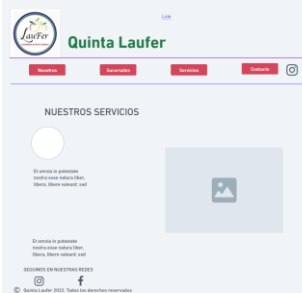 Link
LauFer
Quinta Laufer
Nosotros
Sucursales
Servicios
Contacto
NUESTROS SERVICIOS
Et omnia in potestate
nostra esse natura liber,
libera, libere valeant; sed
Et omnia in potestate
nostra esse natura liber,
libera, libere valeant; sed
SEGUINOS EN NUESTRAS REDES
© Quinta Laufer 2022. Todos los derechos reservados